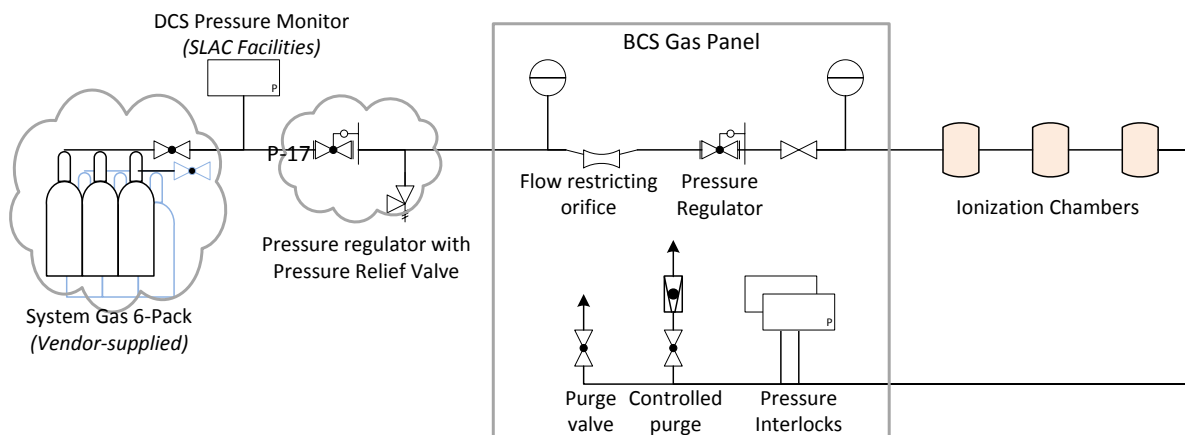 DCS Pressure Monitor
(SLAC Facilities)
P
BCS Gas Panel
P-17
Flow restricting
orifice
Pressure
Regulator
Ionization Chambers
Pressure regulator with
Pressure Relief Valve
System Gas 6-Pack
(Vendor-supplied)
P
Purge
valve
Controlled
purge
Pressure
Interlocks